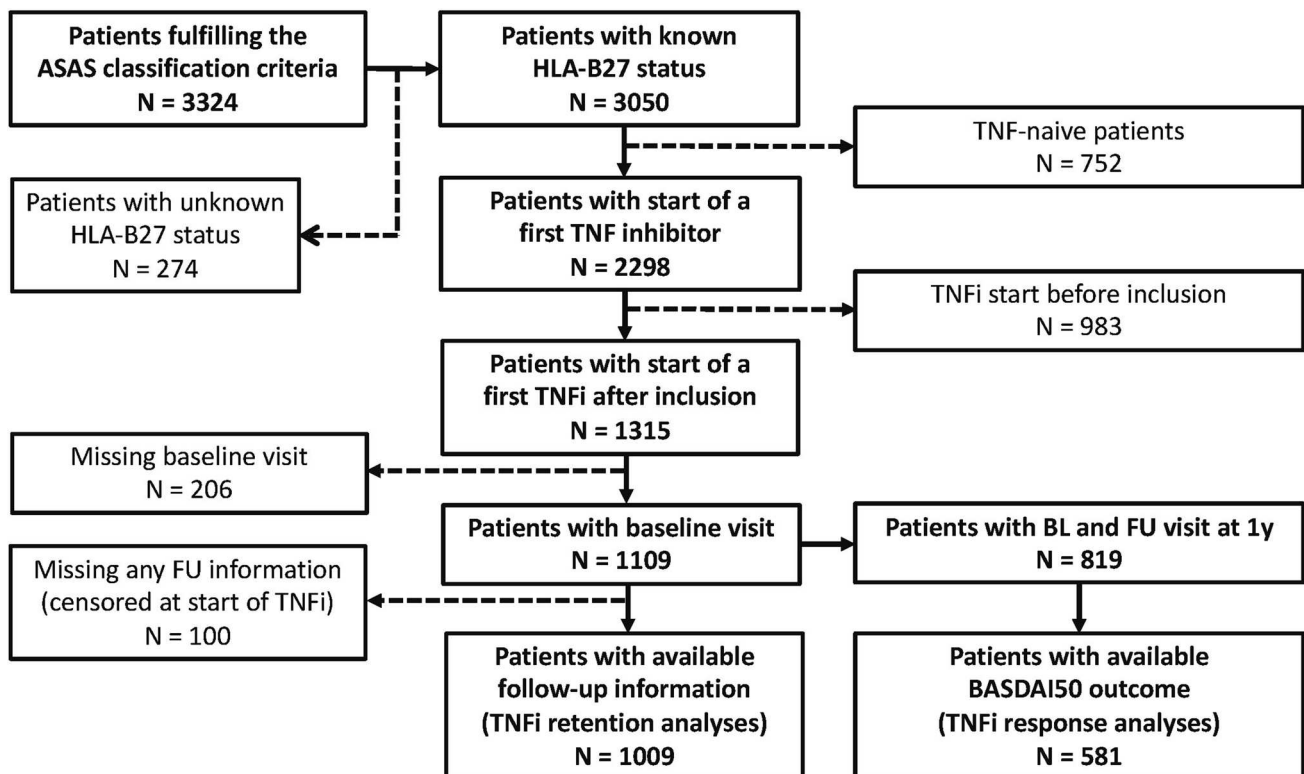 Patients fulfilling the
ASAS classification criteria
N = 3324
Patients with known
HLA-B27 status
N = 3050
TNF-naive patients
N = 752
Patients with unknown
HLA-B27 status
N = 274
Patients with start of a
first TNF inhibitor
N = 2298
TNFi start before inclusion
N = 983
Patients with start of a
first TNFi after inclusion
N = 1315
Missing baseline visit
N = 206
Patients with baseline visit
N = 1109
Patients with BL and FU visit at 1y
N = 819
Missing any FU information
(censored at start of TNFi)
N = 100
Patients with available
follow-up information
(TNFi retention analyses)
N = 1009
Patients with available
BASDAI50 outcome
(TNFi response analyses)
N = 581